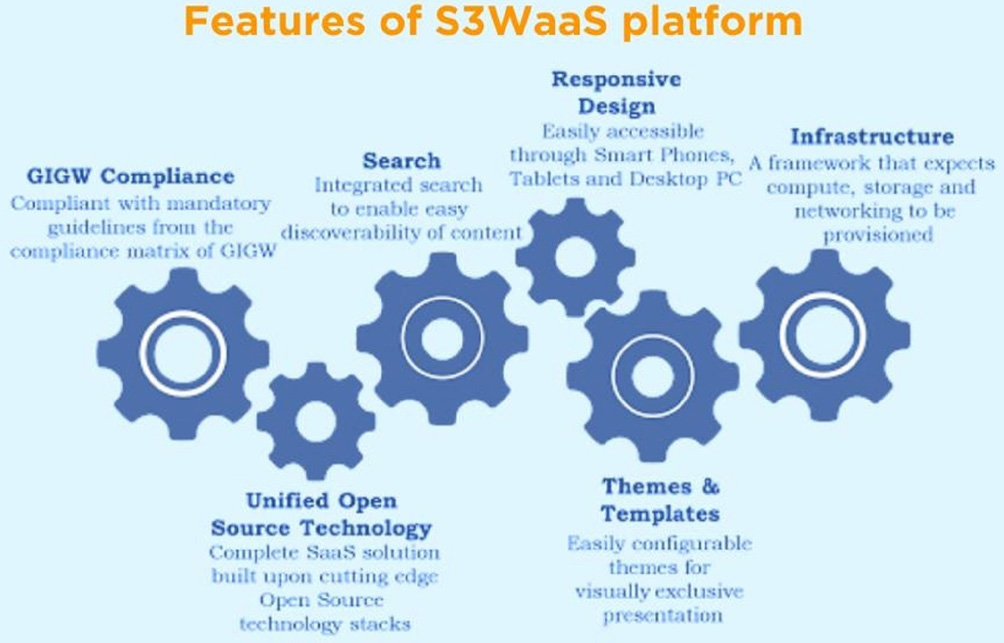 Features of S3WaaS platform
GIGW Compliance
Compliant with mandatory
guidelines from the
compliance matrix of GIGW
Unified Open
Source Technology
Complete SaaS solution
built upon cutting edge
Open Source
technology stacks
Search
Integrated search
to enable easy
discoverability of content
Responsive
Design
Easily accessible
through Smart Phones,
Tablets and Desktop PC
Themes &
Templates
Easily configurable
themes for
visually exclusive
presentation
Infrastructure
A framework that expects
compute, storage and
networking to be
provisioned